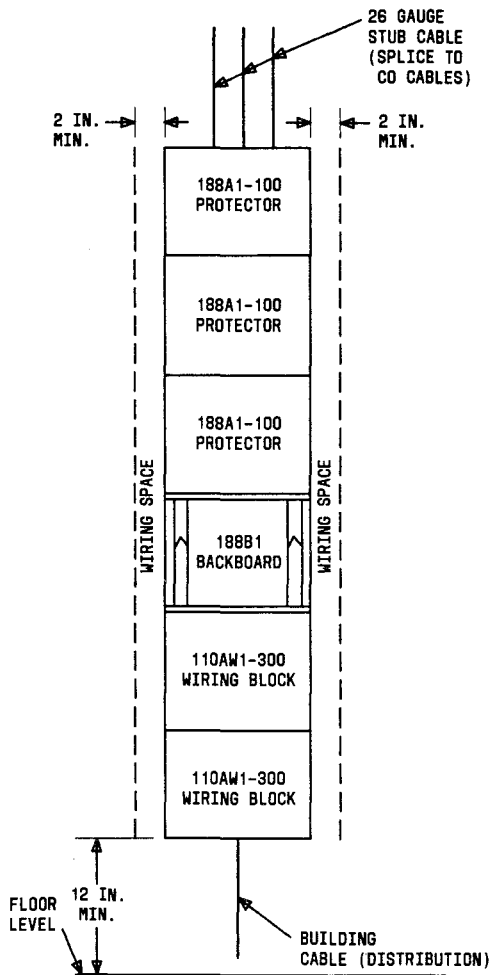 26 GAUGE
STUB CABLE
(SPLICE TO
CO CABLES)
2 IN.
MIN.
2 IN.
MIN.
188A1-100
PROTECTOR
188A1-100
PROTECTOR
188A1-100
PROTECTOR
WIRING SPACE
188B1
BACKBOARD
WIRING SPACE
110AW1-300
WIRING BLOCK
110AW1-300
WIRING BLOCK
12 IN.
MIN.
FLOOR
LEVEL
BUILDING
CABLE (DISTRIBUTION)